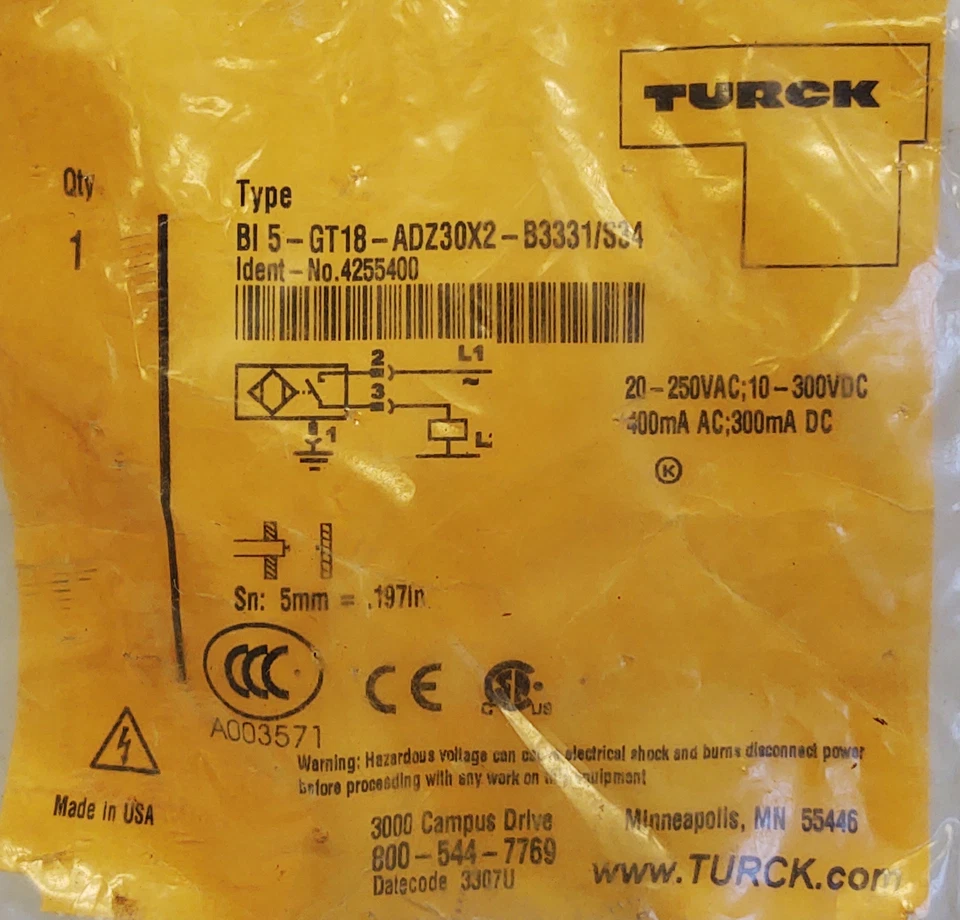 TURCK
Qty
1
Type
BI 5-GT18-ADZ30X2-B3331/S34
Ident-No.4255400
2
L1
~
3
1
L
20-250VAC;10-300VDC
400mA AC;300mA DC
K
Sn: 5mm = .197in
CCC
CE
A003571
C US
Warning: Hazardous voltage can electrical shock and burns disconnect power
before proceeding with any work on equipment
Made in USA
3000 Campus Drive
Minneapolis, MN 55446
800-544-7769
www.TURCK.com
Datecode 3307U